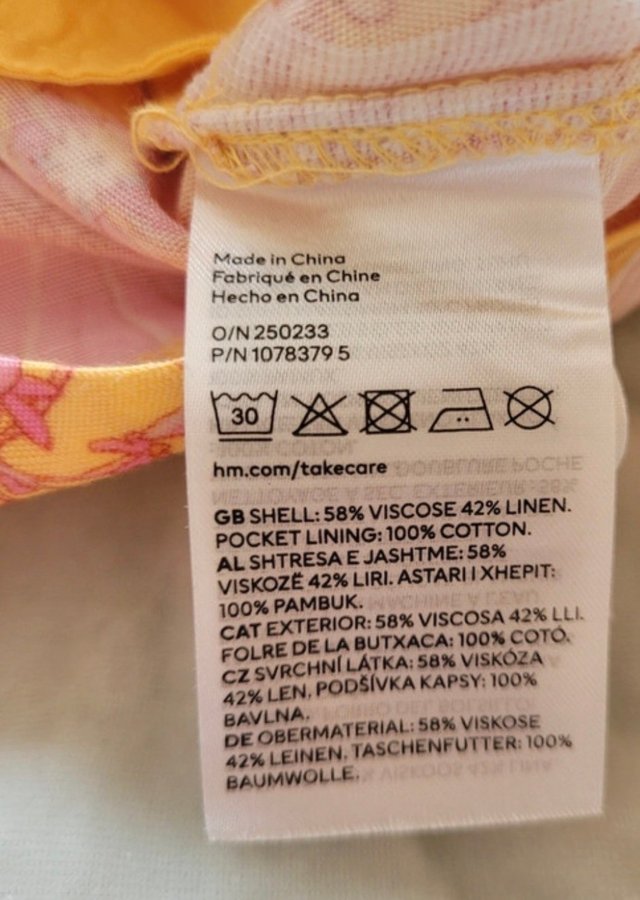 Made in China
Fabriqué en Chine
Hecho en China
O/N 250233
P/N 1078379 5
30
hm.com/takecare
GB SHELL: 58% VISCOSE 42% LINEN.
POCKET LINING: 100% COTTON.
AL SHTRESA E JASHTME: 58%
VISKOZË 42% LIRI. ASTARI I XHEPIT:
100% PAMBUK.
CAT EXTERIOR: 58% VISCOSA 42% LLI.
FOLRE DE LA BUTXACA: 100% COTÓ.
CZ SVRCHNÍ LÁTKA: 58% VISKÓZA
42% LEN, PODŠÍVKA KAPSY: 100%
BAVLNA.
DE OBERMATERIAL: 58% VISKOSE
42% LEINEN, TASCHENFUTTER: 100%
BAUMWOLLE.